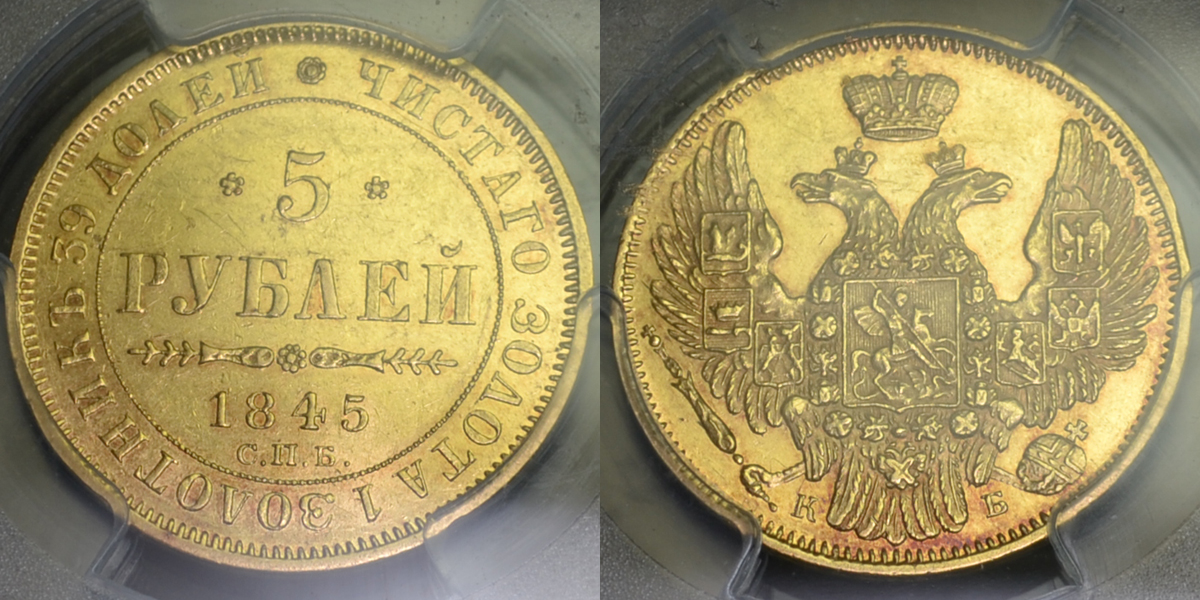 ЧИСТАГО ЗОЛОТА 1 ЗОЛОТНИКЪ 39 ДОЛЕЙ
5
РУБЛЕЙ
1845
С.П.Б.
К Б